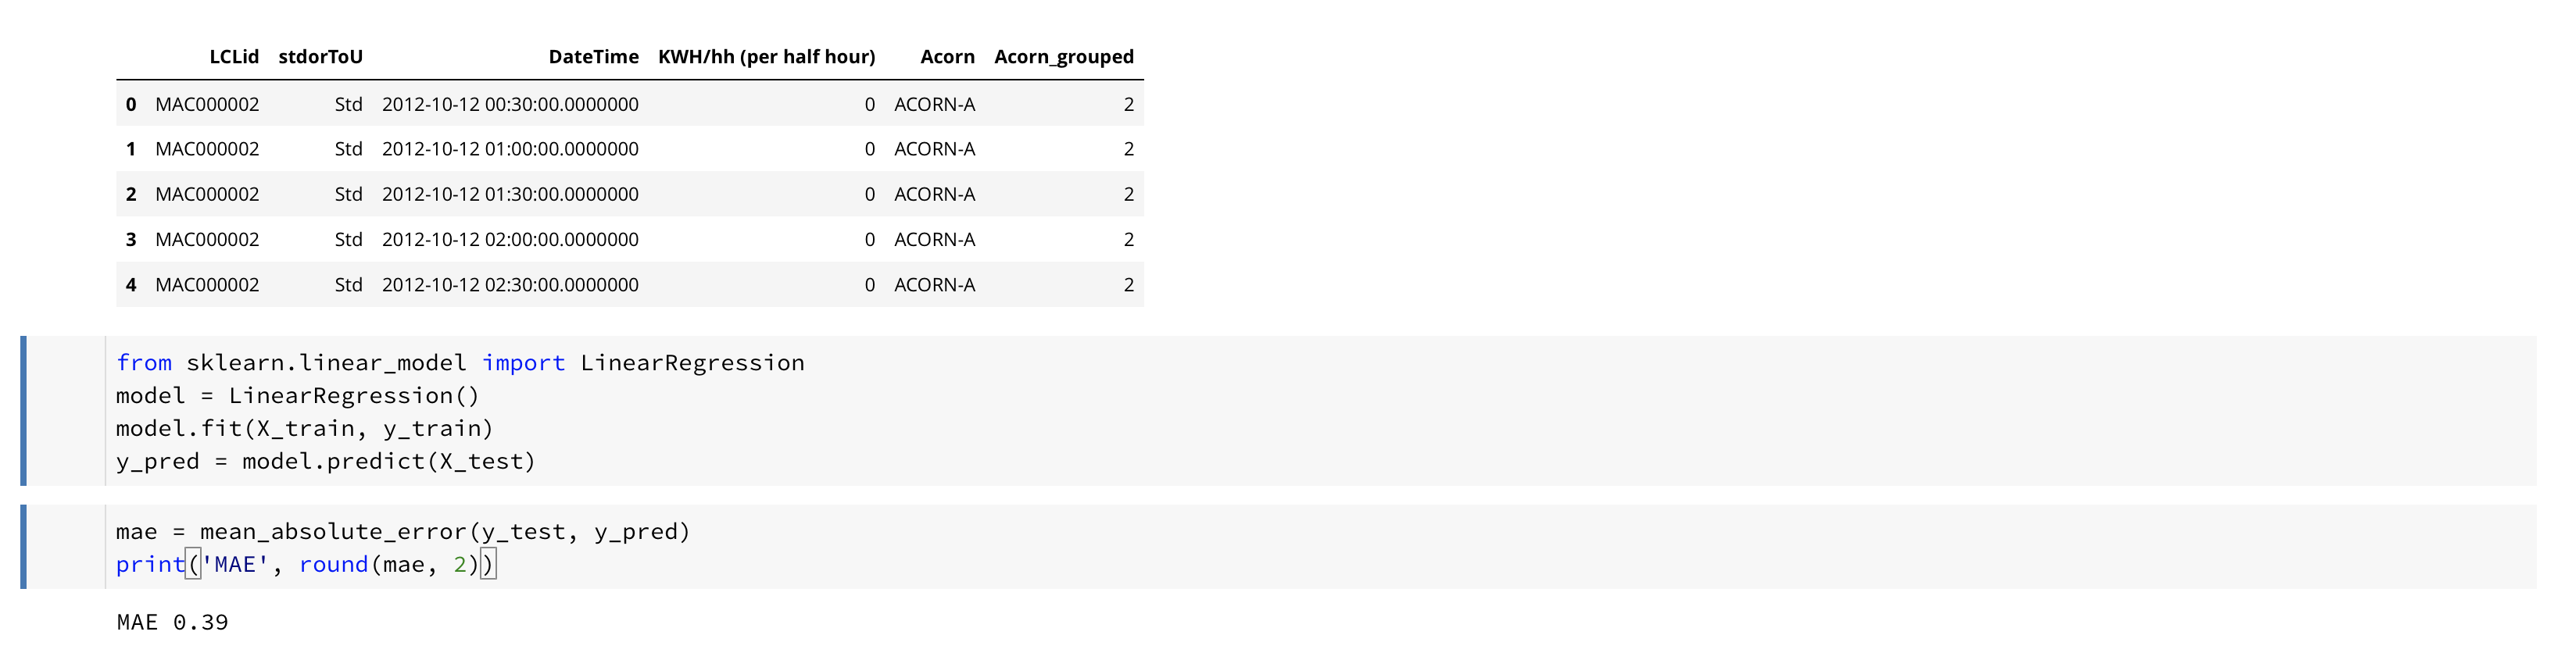 LCLid stdorToU DateTime KWH/hh (per half hour) Acorn Acorn_grouped
0 MAC000002 Std 2012-10-12 00:30:00.0000000 0 ACORN-A 2
1 MAC000002 Std 2012-10-12 01:00:00.0000000 0 ACORN-A 2
2 MAC000002 Std 2012-10-12 01:30:00.0000000 0 ACORN-A 2
3 MAC000002 Std 2012-10-12 02:00:00.0000000 0 ACORN-A 2
4 MAC000002 Std 2012-10-12 02:30:00.0000000 0 ACORN-A 2
from sklearn.linear_model import LinearRegression
model = LinearRegression()
model.fit(X_train, y_train)
y_pred = model.predict(X_test)
mae = mean_absolute_error(y_test, y_pred)
print('MAE', round(mae, 2))
MAE 0.39